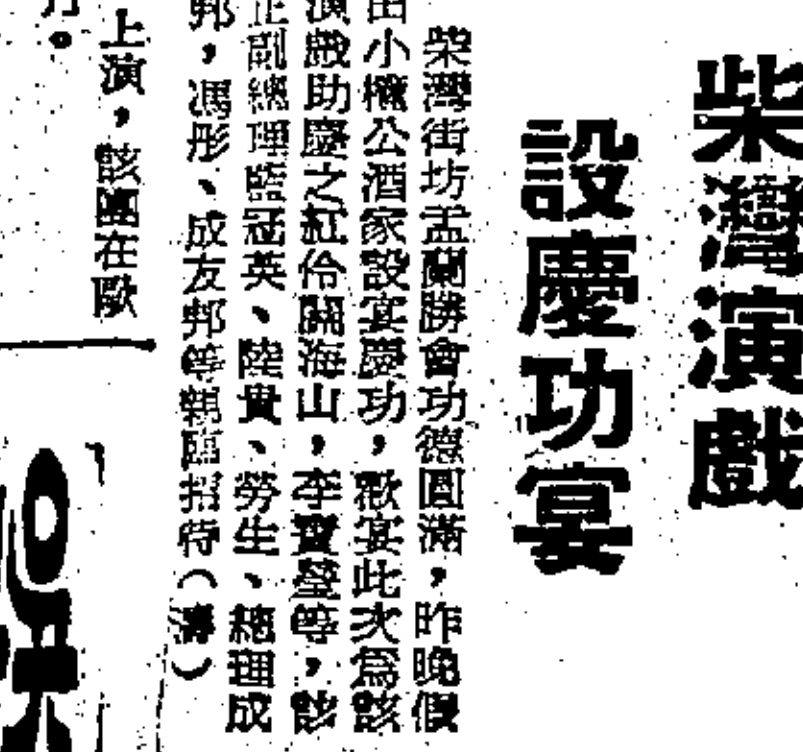 柴灣演戲
設慶功宴
柴灣街坊盂蘭勝會功德圓滿，昨晚假
田小欖公酒家設宴慶功，歡宴此次爲該
演戲助慶之紅伶關海山，李寶瑩等，該
正副總理監冠英、陸貴、勞生、總理成
邦，馮彤、成友邦等親臨招待（濤）
上演，該團在歐